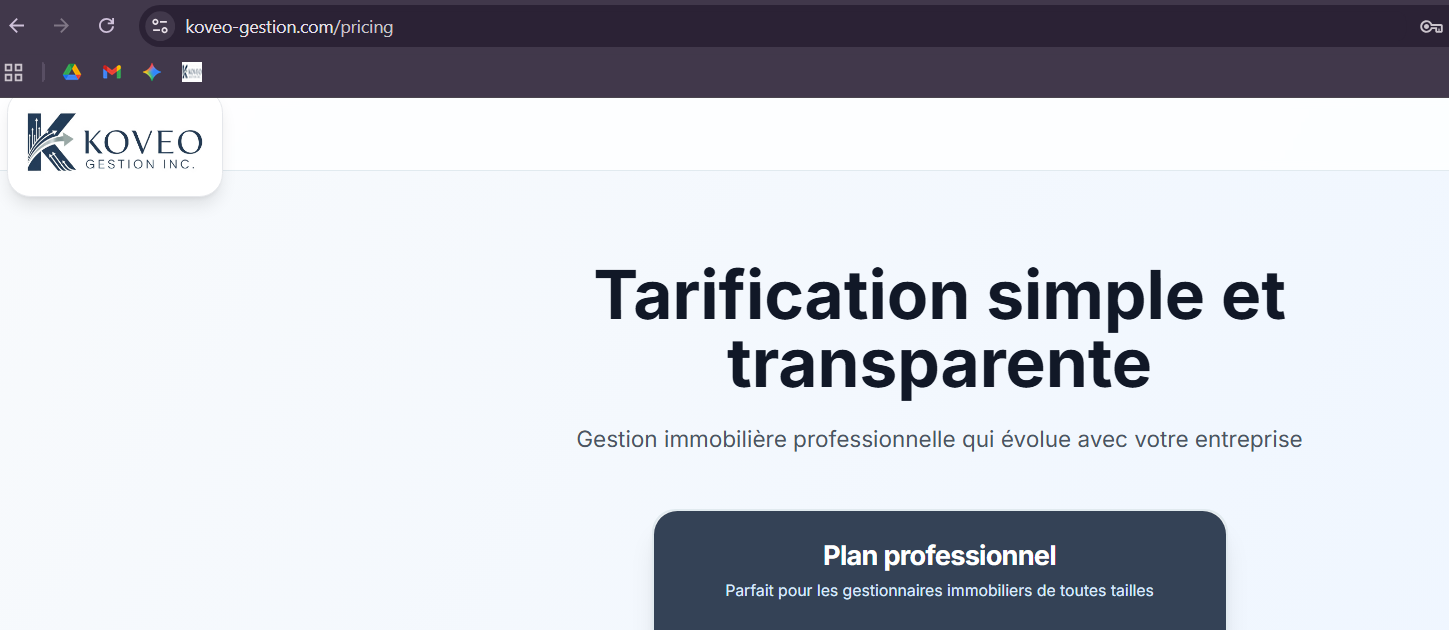 koveo-gestion.com/pricing
KOVEO
GESTION INC.
Tarification simple et
transparente
Gestion immobilière professionnelle qui évolue avec votre entreprise
Plan professionnel
Parfait pour les gestionnaires immobiliers de toutes tailles